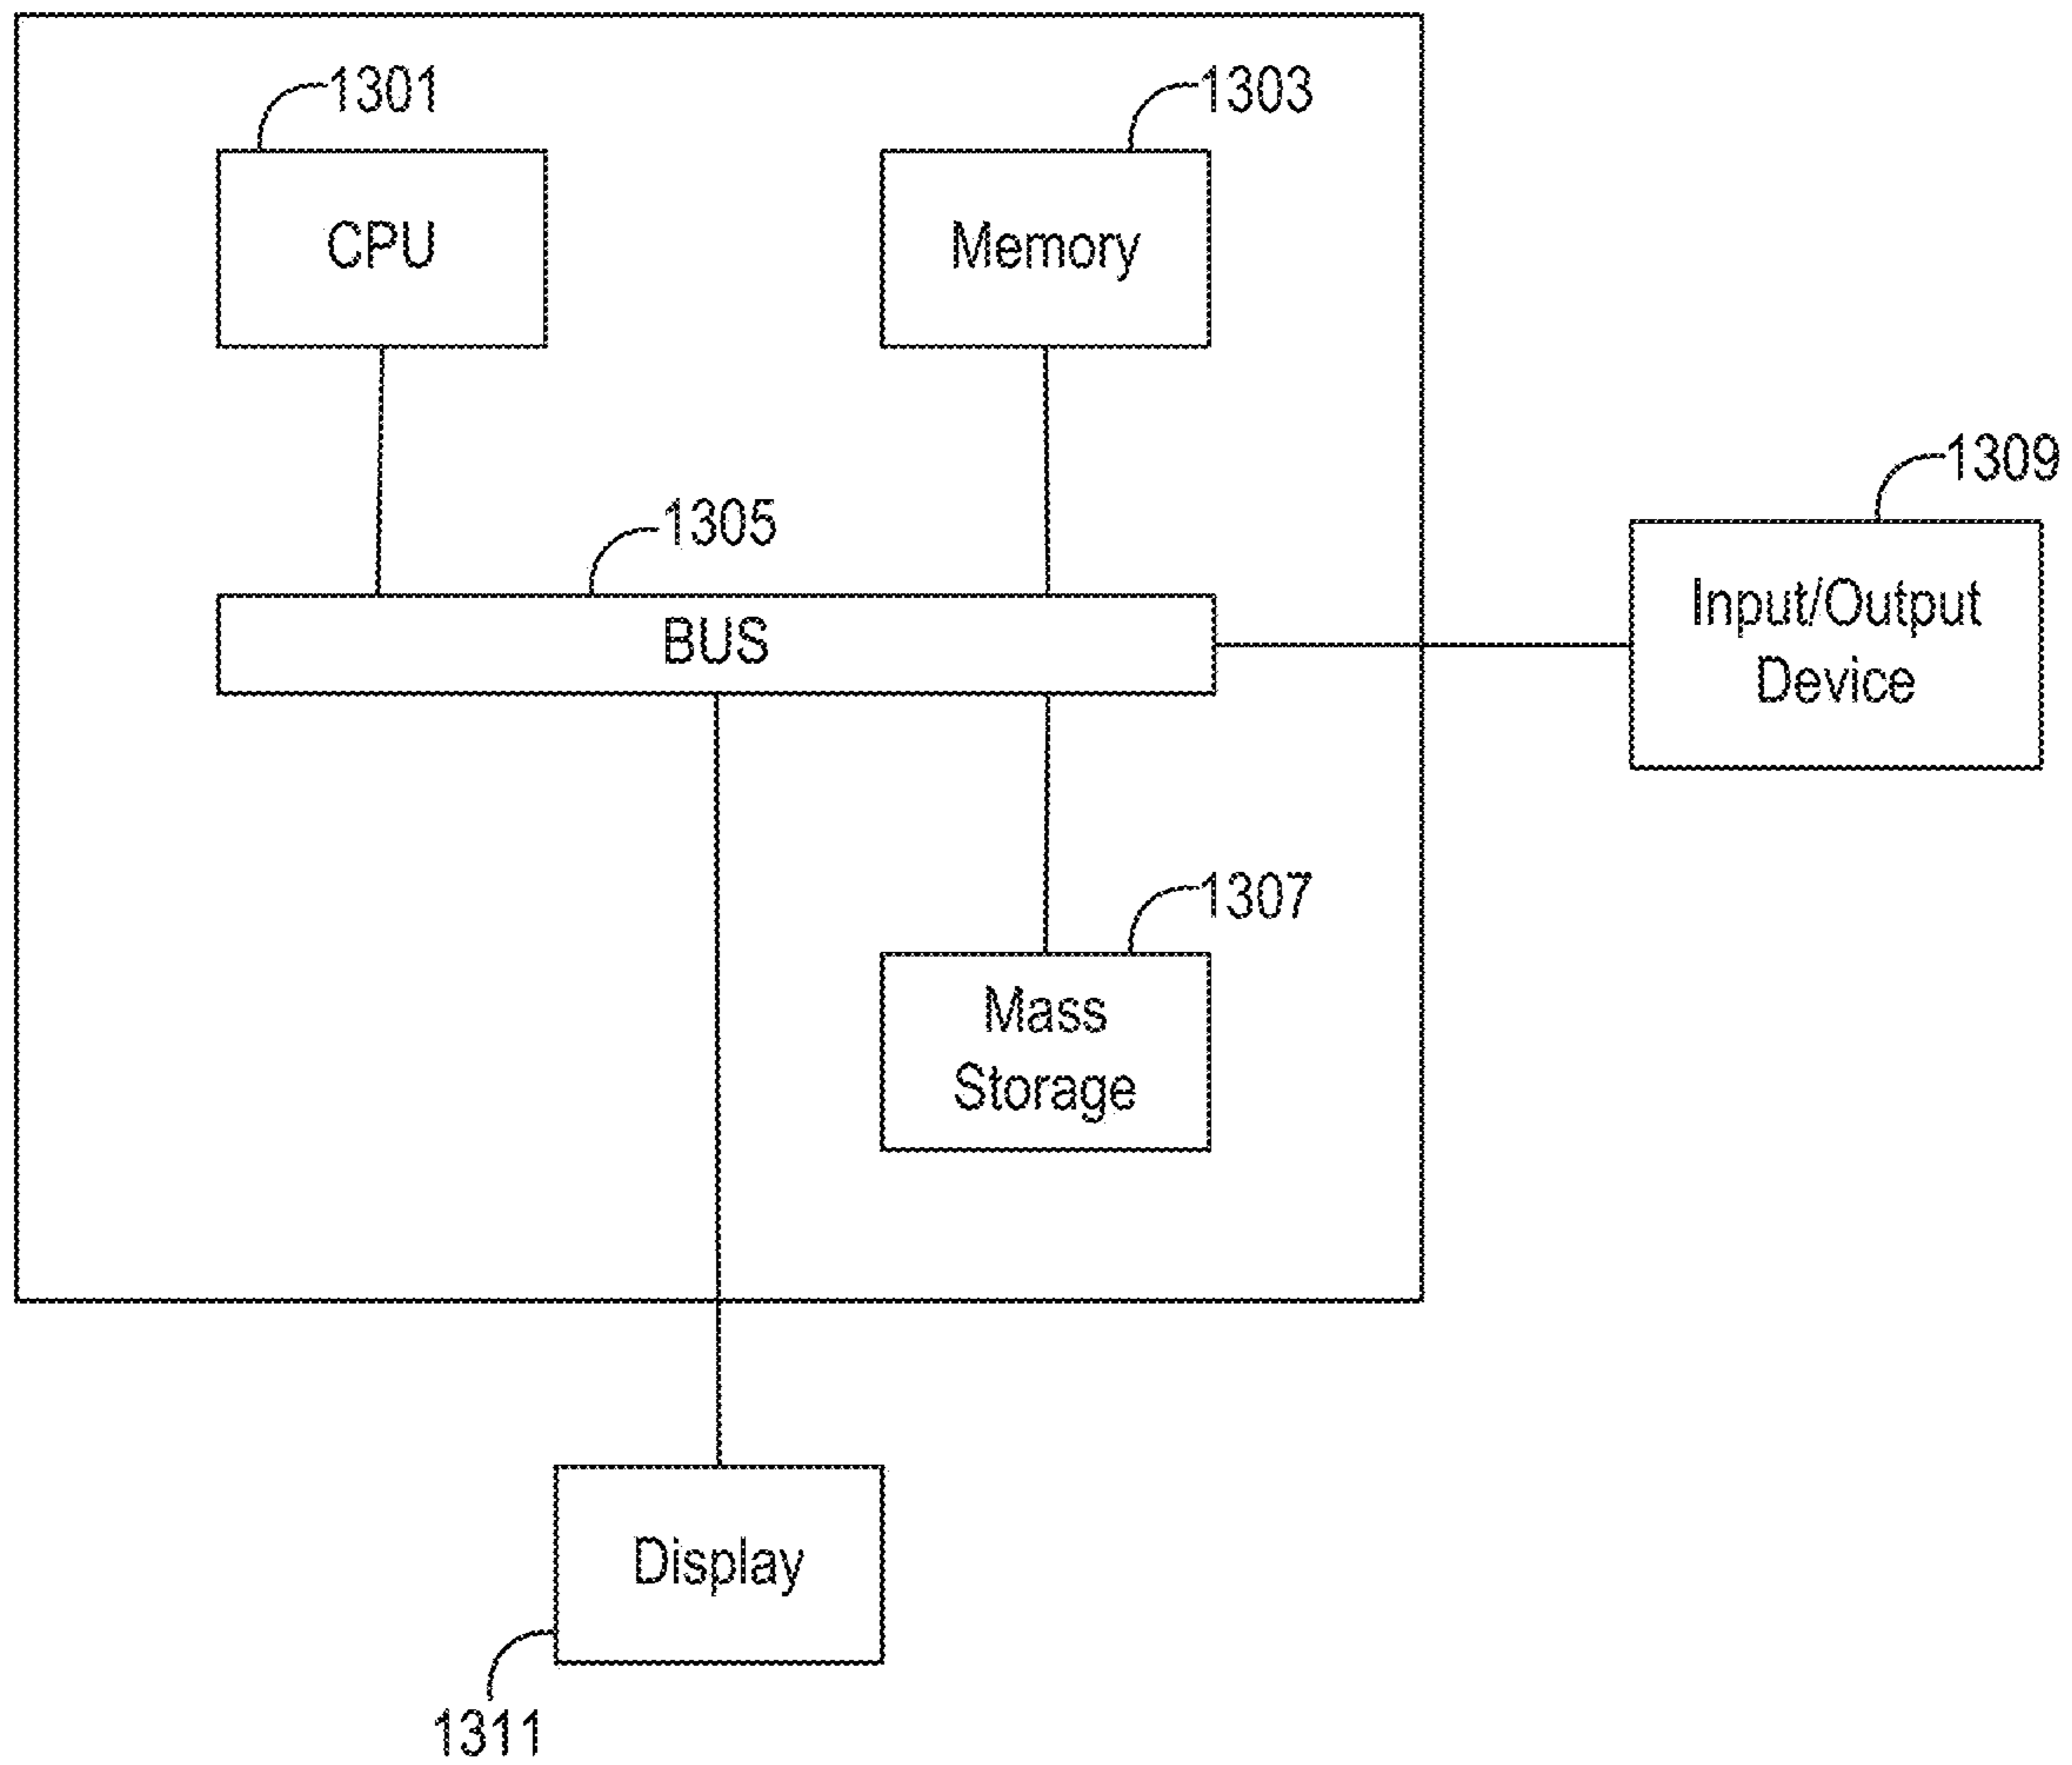 1301
CPU
1303
Memory
1305
BUS
1309
Input/Output
Device
1307
Mass
Storage
Display
1311